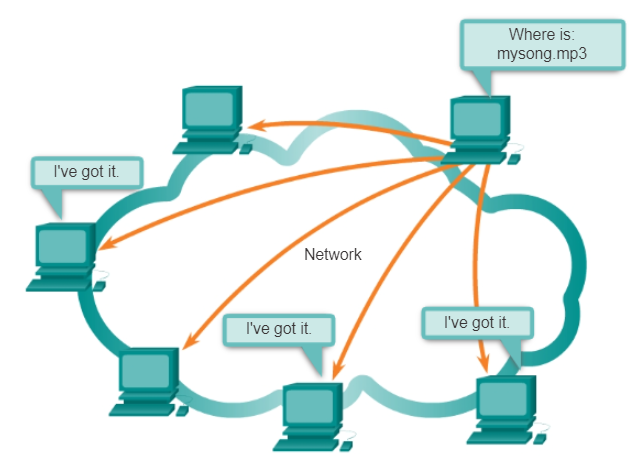 Where is:
mysong.mp3
I've got it.
Network
I've got it.
I've got it.